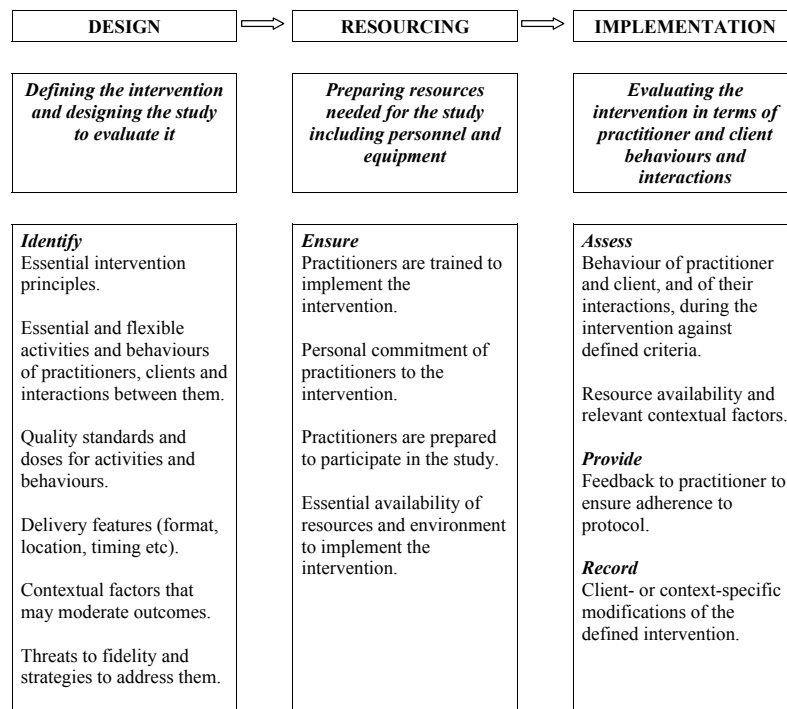 DESIGN
RESOURCING
IMPLEMENTATION
Defining the intervention
and designing the study
to evaluate it
Preparing resources
needed for the study
including personnel and
equipment
Evaluating the
intervention in terms of
practitioner and client
behaviours and
interactions
Identify
Essential intervention
principles.
Essential and flexible
activities and behaviours
of practitioners, clients and
interactions between them.
Quality standards and
doses for activities and
behaviours.
Delivery features (format,
location, timing etc).
Contextual factors that
may moderate outcomes.
Threats to fidelity and
strategies to address them.
Ensure
Practitioners are trained to
implement the
intervention.
Personal commitment of
practitioners to the
intervention.
Practitioners are prepared
to participate in the study.
Essential availability of
resources and environment
to implement the
intervention.
Assess
Behaviour of practitioner
and client, and of their
interactions, during the
intervention against
defined criteria.
Resource availability and
relevant contextual factors.
Provide
Feedback to practitioner to
ensure adherence to
protocol.
Record
Client- or context-specific
modifications of the
defined intervention.